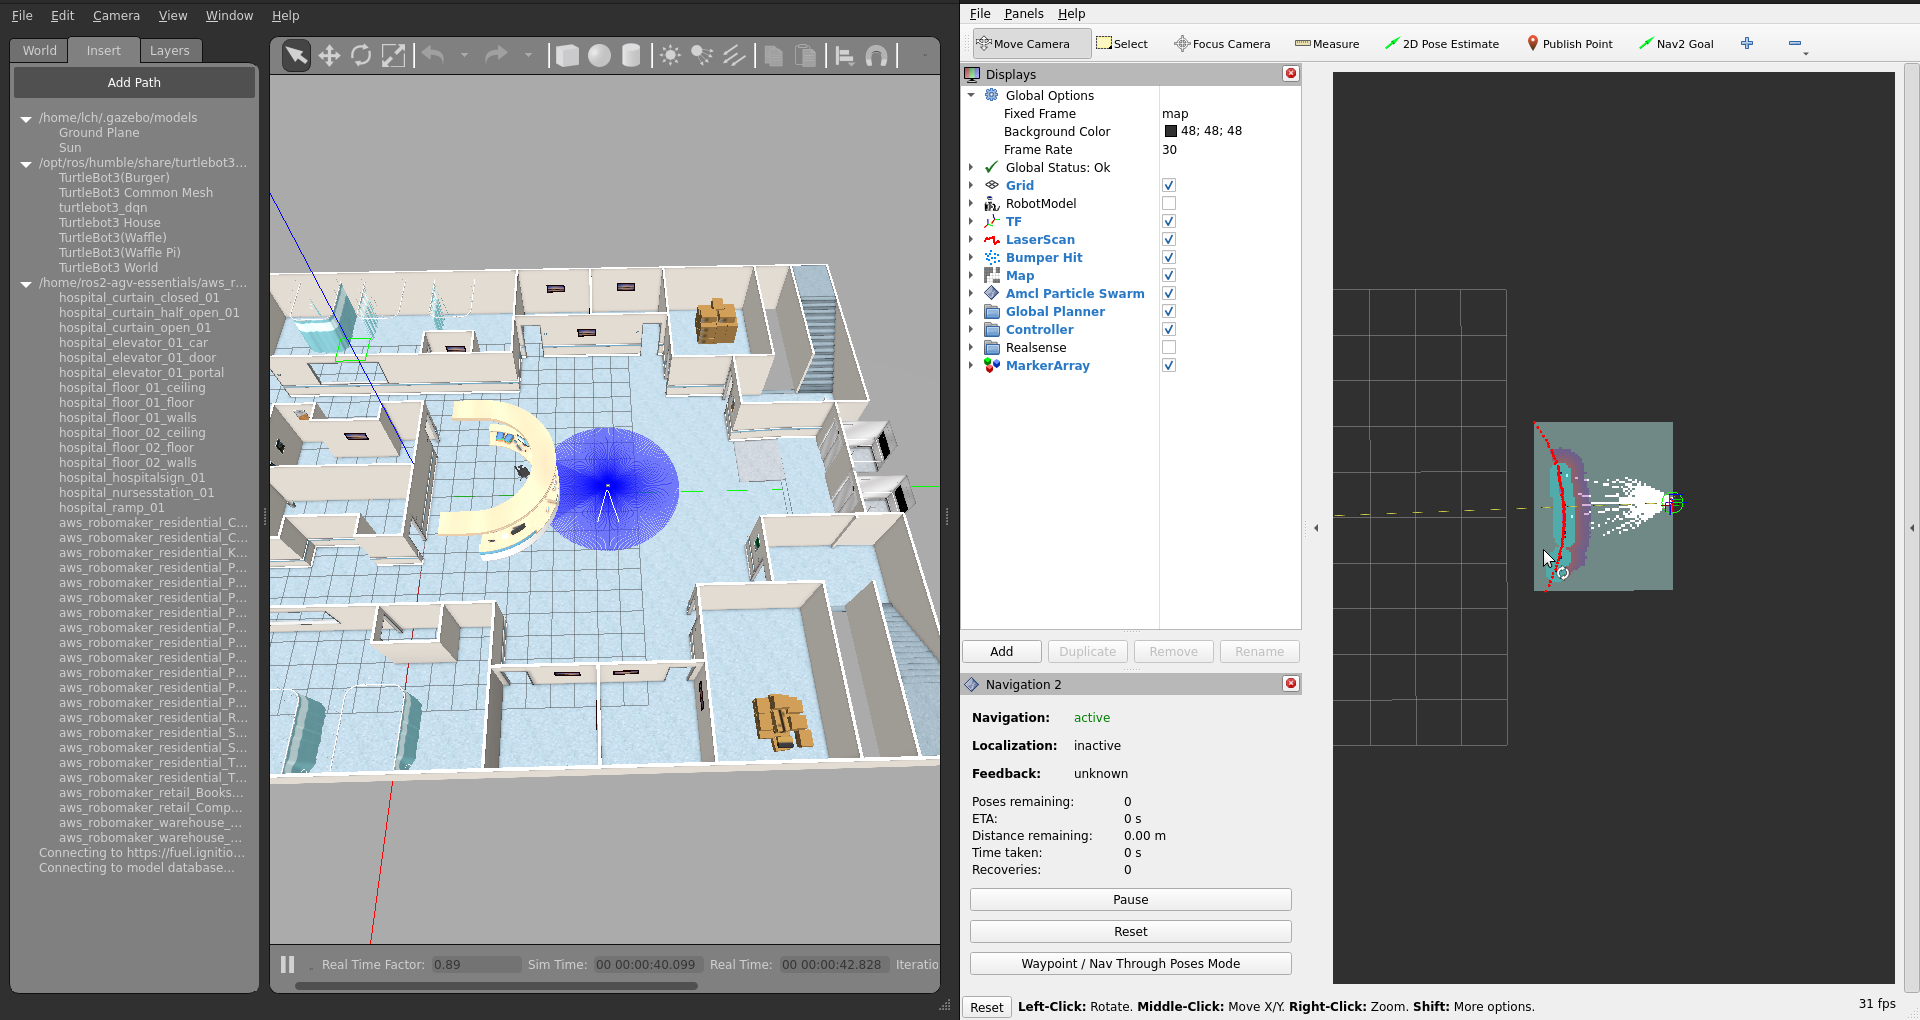 File Edit Camera View Window Help
World Insert Layers
Add Path
/home/lch/.gazebo/models
Ground Plane
Sun
/opt/ros/humble/share/turtlebot3...
TurtleBot3(Burger)
TurtleBot3 Common Mesh
turtlebot3_dqn
Turtlebot3 House
TurtleBot3(Waffle)
TurtleBot3(Waffle Pi)
TurtleBot3 World
/home/ros2-agv-essentials/aws_r...
hospital_curtain_closed_01
hospital_curtain_half_open_01
hospital_curtain_open_01
hospital_elevator_01_car
hospital_elevator_01_door
hospital_elevator_01_portal
hospital_floor_01_ceiling
hospital_floor_01_floor
hospital_floor_01_walls
hospital_floor_02_ceiling
hospital_floor_02_floor
hospital_floor_02_walls
hospital_hospitalsign_01
hospital_nursesstation_01
hospital_ramp_01
aws_robomaker_residential_C...
aws_robomaker_residential_C...
aws_robomaker_residential_K...
aws_robomaker_residential_P...
aws_robomaker_residential_P...
aws_robomaker_residential_P...
aws_robomaker_residential_P...
aws_robomaker_residential_P...
aws_robomaker_residential_P...
aws_robomaker_residential_P...
aws_robomaker_residential_P...
aws_robomaker_residential_P...
aws_robomaker_residential_P...
aws_robomaker_residential_R...
aws_robomaker_residential_S...
aws_robomaker_residential_S...
aws_robomaker_residential_T...
aws_robomaker_residential_T...
aws_robomaker_retail_Books...
aws_robomaker_retail_Comp...
aws_robomaker_warehouse_...
aws_robomaker_warehouse_...
Connecting to https://fuel.ignitio...
Connecting to model database...
Real Time Factor: 0.89 Sim Time: 00 00:00:40.099 Real Time: 00 00:00:42.828 Iteratio
File Panels Help
Move Camera Select Focus Camera Measure 2D Pose Estimate Publish Point Nav2 Goal
Displays
Global Options
Fixed Frame map
Background Color 48; 48; 48
Frame Rate 30
Global Status: Ok
Grid
RobotModel
TF
LaserScan
Bumper Hit
Map
Amcl Particle Swarm
Global Planner
Controller
Realsense
MarkerArray
Add Duplicate Remove Rename
Navigation 2
Navigation: active
Localization: inactive
Feedback: unknown
Poses remaining: 0
ETA: 0 s
Distance remaining: 0.00 m
Time taken: 0 s
Recoveries: 0
Pause
Reset
Waypoint / Nav Through Poses Mode
Reset Left-Click: Rotate. Middle-Click: Move X/Y. Right-Click: Zoom. Shift: More options. 31 fps